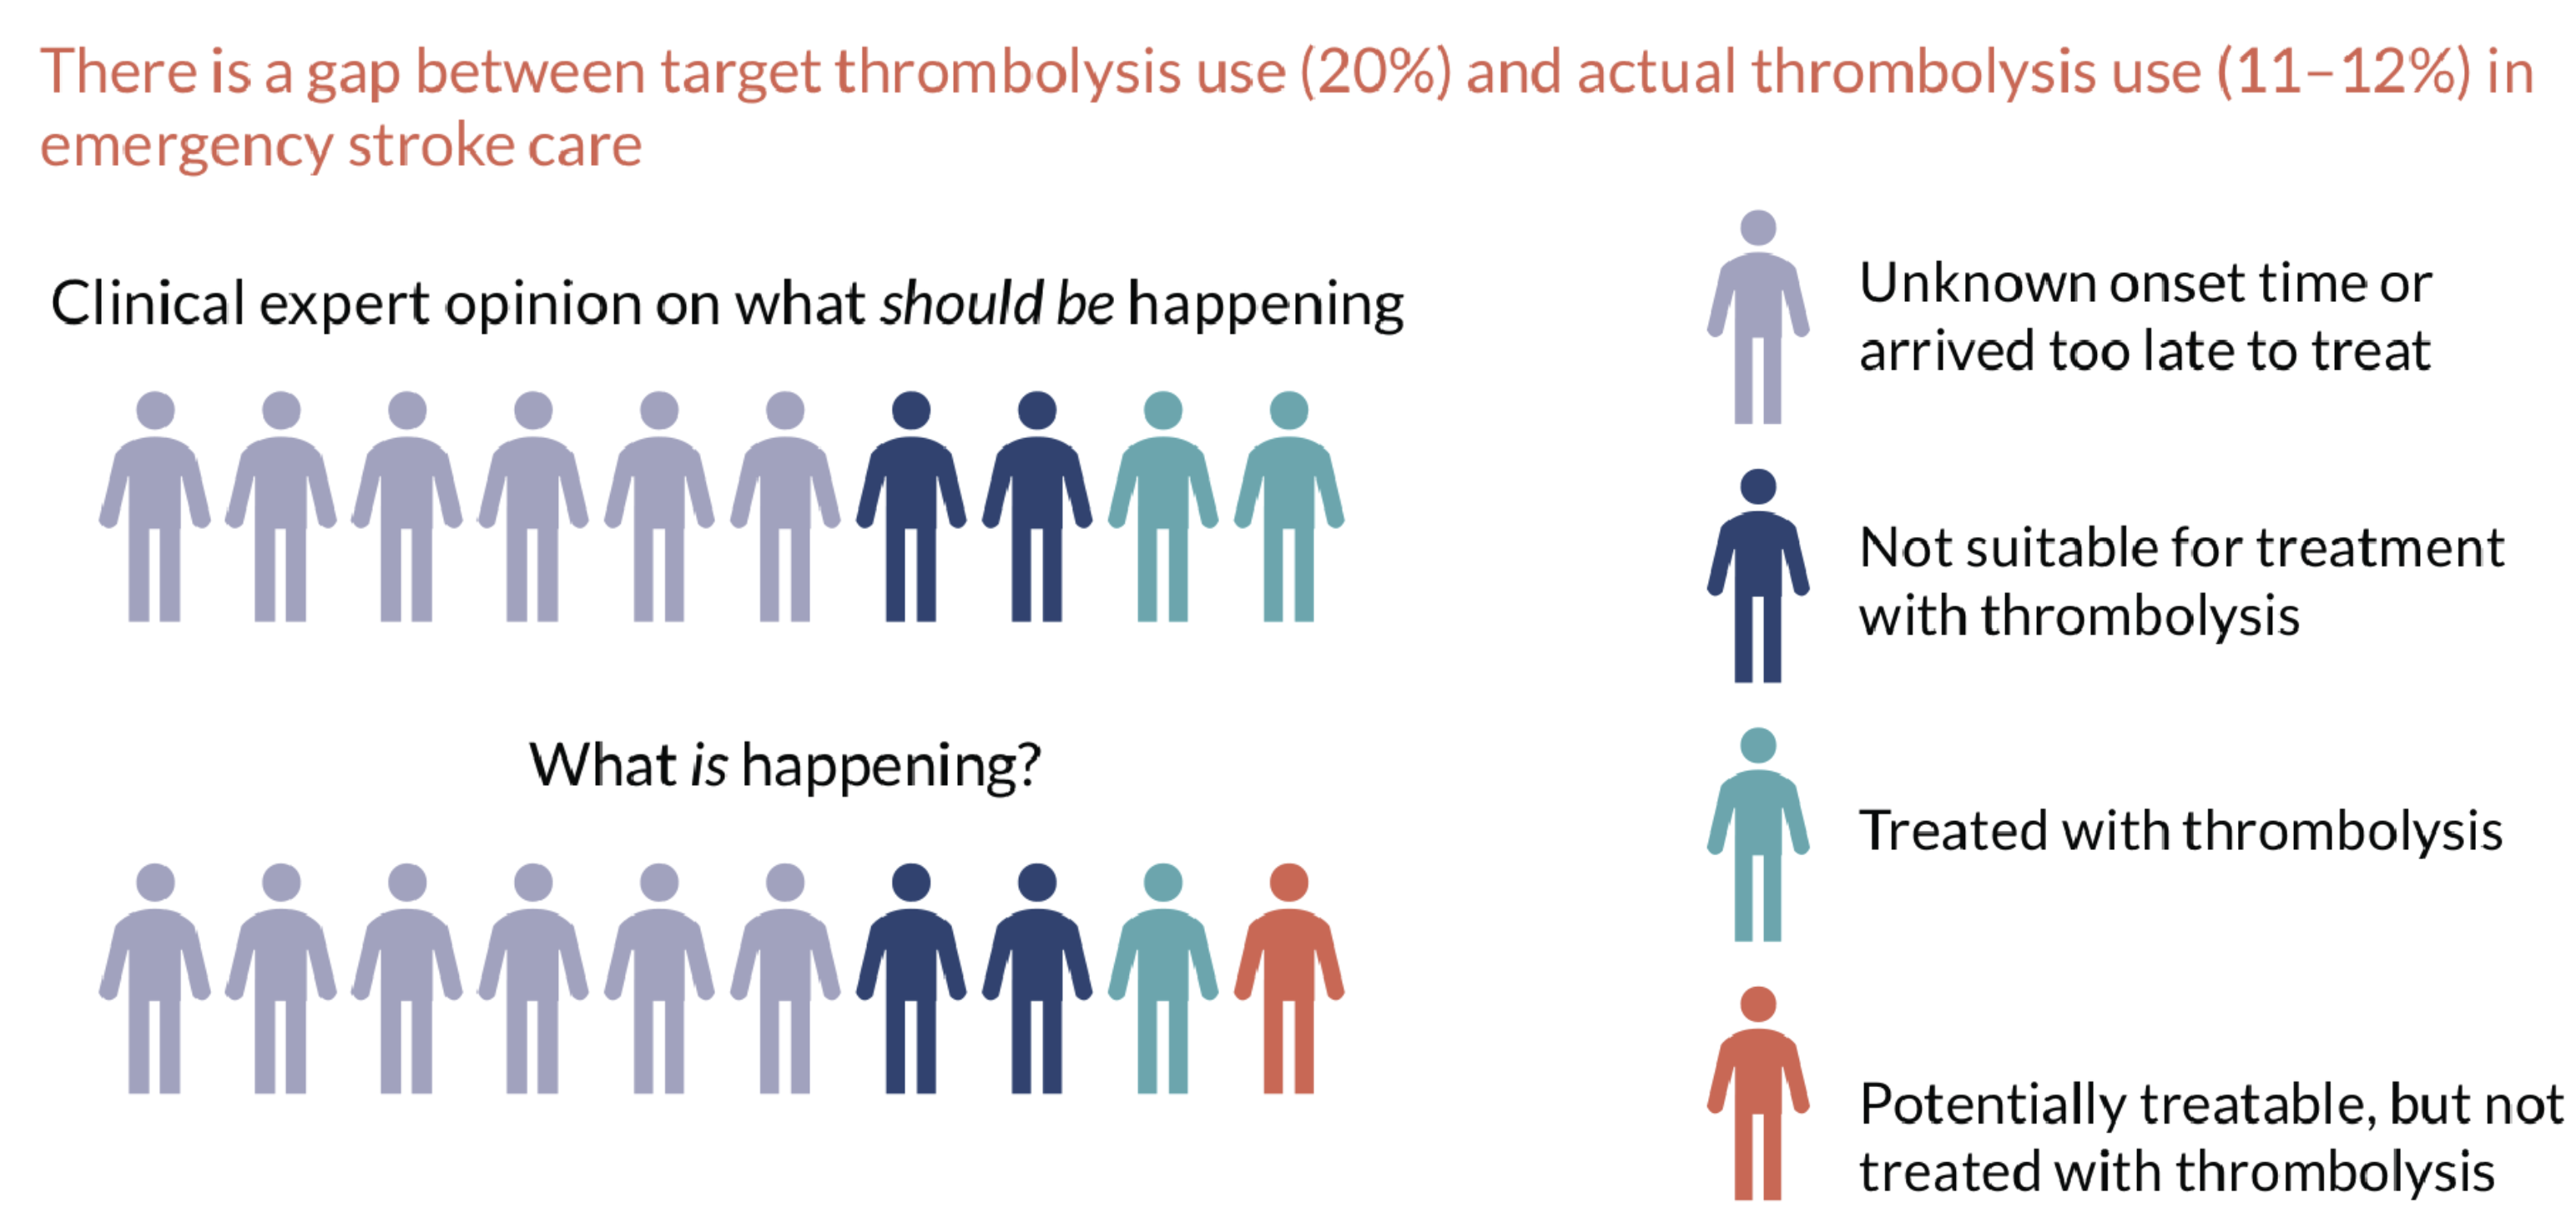 There is a gap between target thrombolysis use (20%) and actual thrombolysis use (11–12%) in
emergency stroke care
Clinical expert opinion on what should be happening
What is happening?
Unknown onset time or
arrived too late to treat
Not suitable for treatment
with thrombolysis
Treated with thrombolysis
Potentially treatable, but not
treated with thrombolysis